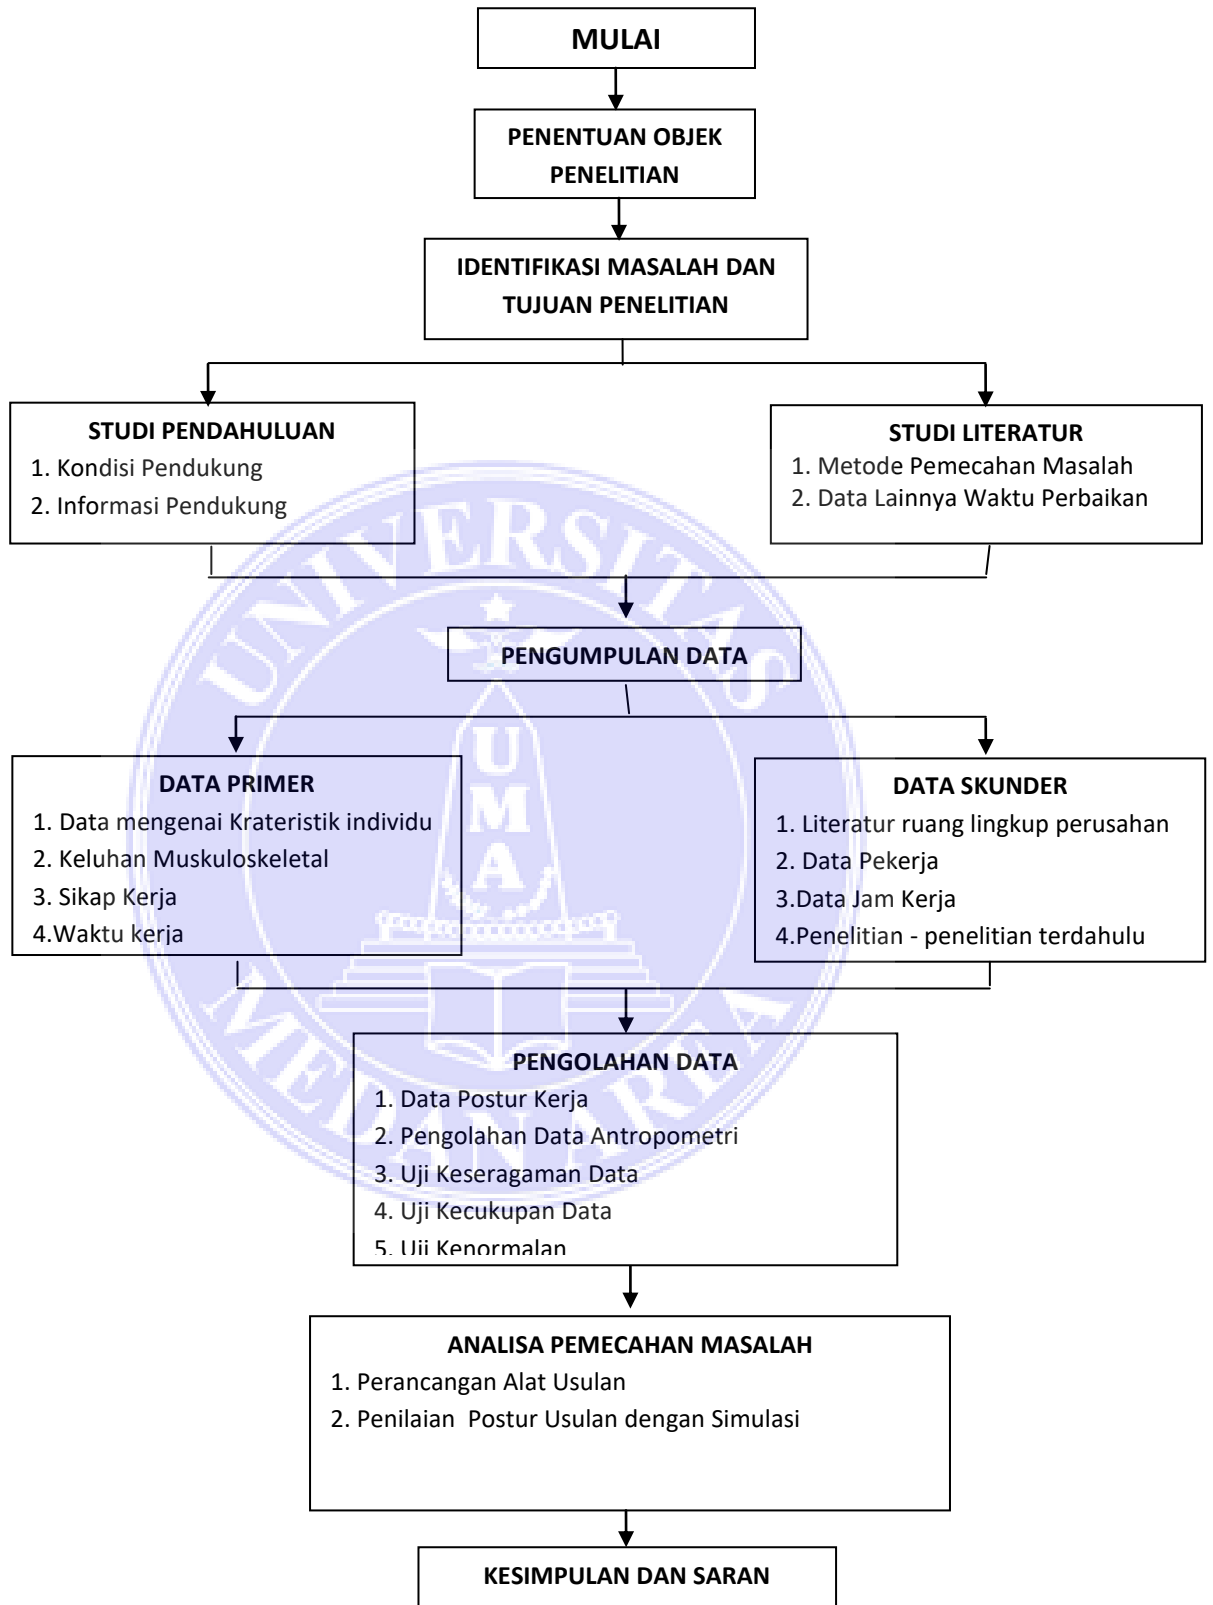 MULAI
PENENTUAN OBJEK
PENELITIAN
IDENTIFIKASI MASALAH DAN
TUJUAN PENELITIAN
STUDI PENDAHULUAN
1. Kondisi Pendukung
2. Informasi Pendukung
STUDI LITERATUR
1. Metode Pemecahan Masalah
2. Data Lainnya Waktu Perbaikan
PENGUMPULAN DATA
DATA PRIMER
1. Data mengenai Krateristik individu
2. Keluhan Muskuloskeletal
3. Sikap Kerja
4.Waktu kerja
DATA SKUNDER
1. Literatur ruang lingkup perusahan
2. Data Pekerja
3.Data Jam Kerja
4.Penelitian - penelitian terdahulu
PENGOLAHAN DATA
1. Data Postur Kerja
2. Pengolahan Data Antropometri
3. Uji Keseragaman Data
4. Uji Kecukupan Data
5. Uji Kenormalan
ANALISA PEMECAHAN MASALAH
1. Perancangan Alat Usulan
2. Penilaian  Postur Usulan dengan Simulasi
KESIMPULAN DAN SARAN
UNIVERSITAS
UMA
MEDAN AREA